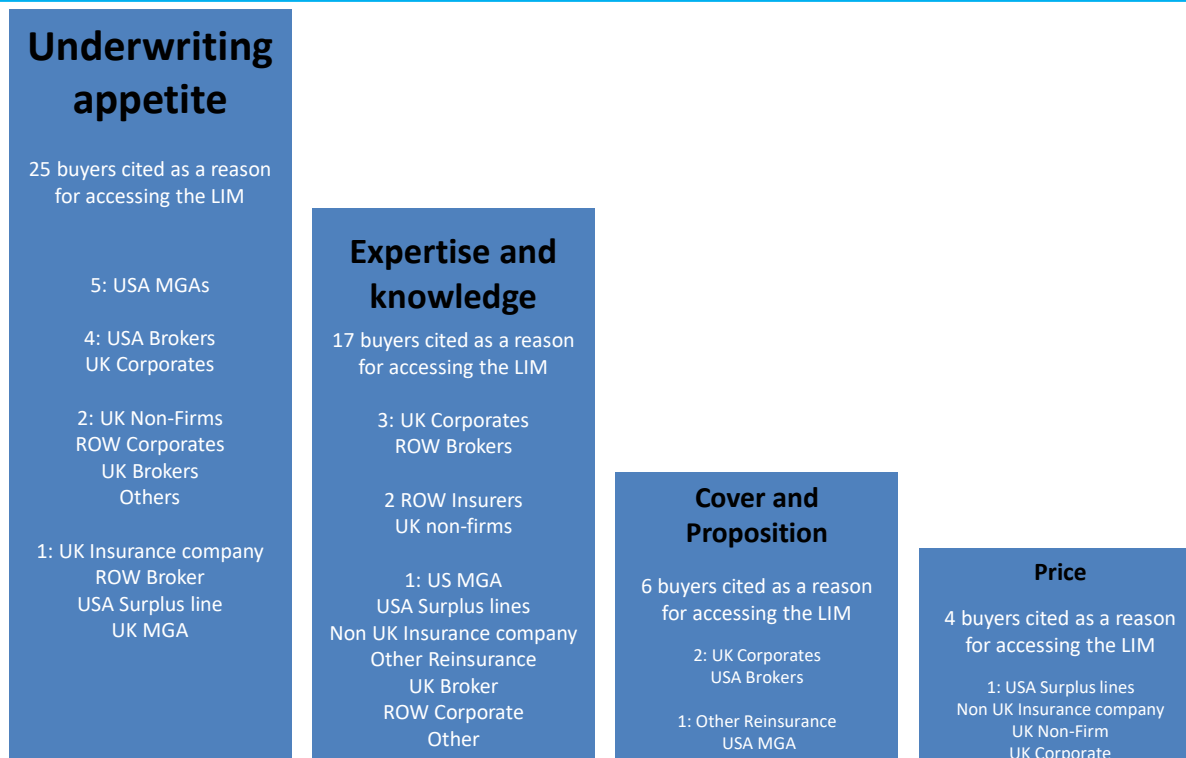 Underwriting
appetite
25 buyers cited as a reason
for accessing the LIM
5: USA MGAs
4: USA Brokers
UK Corporates
2: UK Non-Firms
ROW Corporates
UK Brokers
Others
1: UK Insurance company
ROW Broker
USA Surplus line
UK MGA
Expertise and
knowledge
17 buyers cited as a reason
for accessing the LIM
3: UK Corporates
ROW Brokers
2 ROW Insurers
UK non-firms
1: US MGA
USA Surplus lines
Non UK Insurance company
Other Reinsurance
UK Broker
ROW Corporate
Other
Cover and
Proposition
6 buyers cited as a reason
for accessing the LIM
2: UK Corporates
USA Brokers
1: Other Reinsurance
USA MGA
Price
4 buyers cited as a reason
for accessing the LIM
1: USA Surplus lines
Non UK Insurance company
UK Non-Firm
UK Corporate